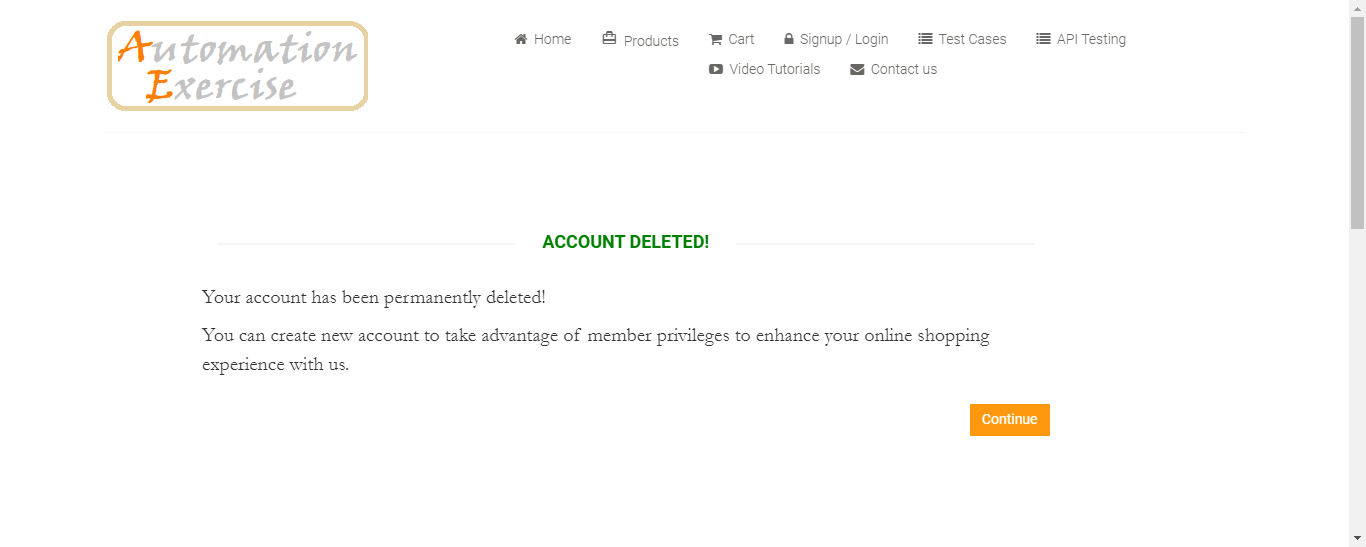 Automation
Exercise
Home Products Cart Signup / Login Test Cases API Testing
Video Tutorials Contact us
ACCOUNT DELETED!
Your account has been permanently deleted!
You can create new account to take advantage of member privileges to enhance your online shopping
experience with us.
Continue